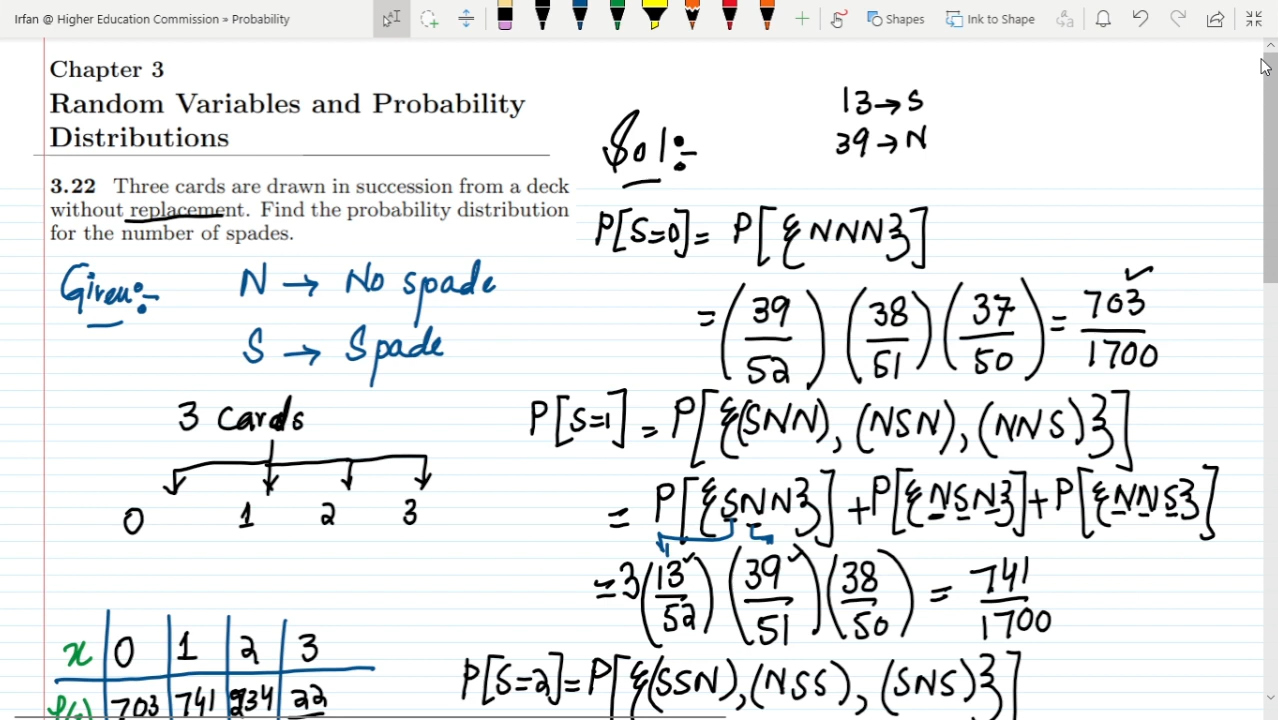 Irfan @ Higher Education Commission » Probability
Shapes
Ink to Shape
Chapter 3
Random Variables and Probability
Distributions
3.22 Three cards are drawn in succession from a deck
without replacement. Find the probability distribution
for the number of spades.
Given:-
N → No spade
S → Spade
3 cards
0 1 2 3
x 0 1 2 3
703 741 234 22
Sol:-
13 → S
39 → N
P[S=0] = P[{NNN}]
= (39/52) (38/51) (37/50) = 703/1700
P[S=1] = P[{(SNN), (NSN), (NNS)}]
= P[{SNN}] + P[{NSN}] + P[{NNS}]
= 3(13/52) (39/51) (38/50) = 741/1700
P[S=2] = P[{(SSN), (NSS), (SNS)}]